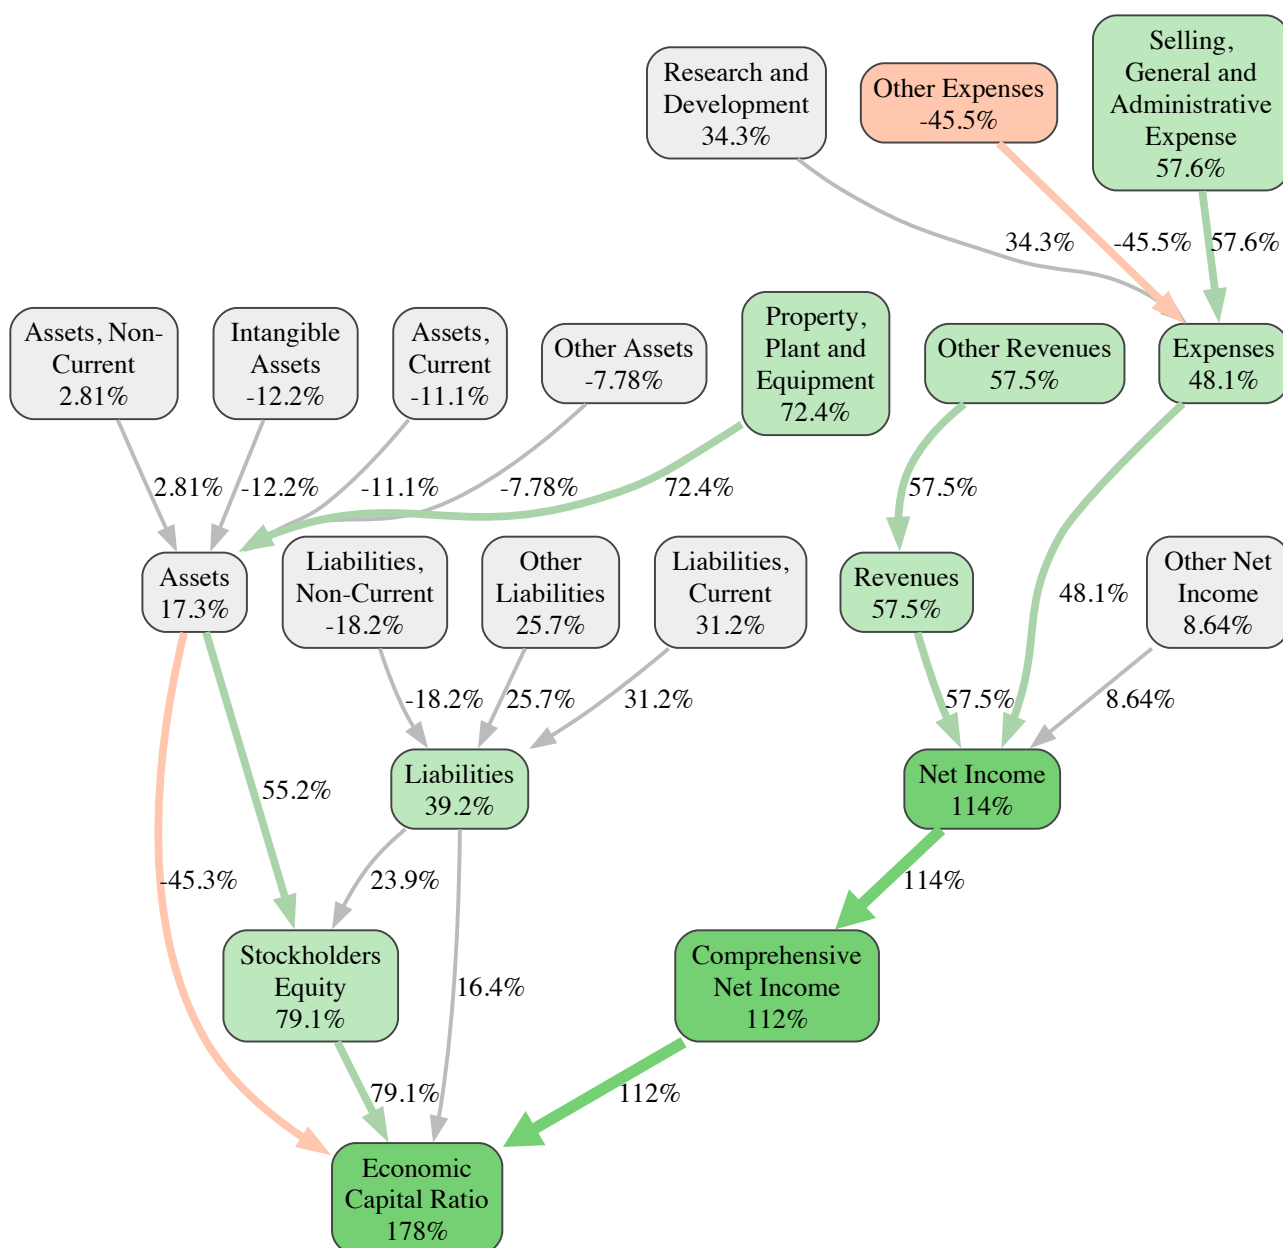 Selling,
General and
Administrative
Expense
57.6%
Research and
Development
34.3%
Other Expenses
-45.5%
34.3%
-45.5%
57.6%
Assets, Non-
Current
2.81%
Intangible
Assets
-12.2%
Assets,
Current
-11.1%
Other Assets
-7.78%
Property,
Plant and
Equipment
72.4%
Other Revenues
57.5%
Expenses
48.1%
2.81%
-12.2%
-11.1%
-7.78%
72.4%
57.5%
Assets
17.3%
Liabilities,
Non-Current
-18.2%
Other
Liabilities
25.7%
Liabilities,
Current
31.2%
Revenues
57.5%
48.1%
Other Net
Income
8.64%
-18.2%
25.7%
31.2%
57.5%
8.64%
55.2%
Liabilities
39.2%
Net Income
114%
-45.3%
23.9%
114%
Stockholders
Equity
79.1%
16.4%
Comprehensive
Net Income
112%
79.1%
112%
Economic
Capital Ratio
178%